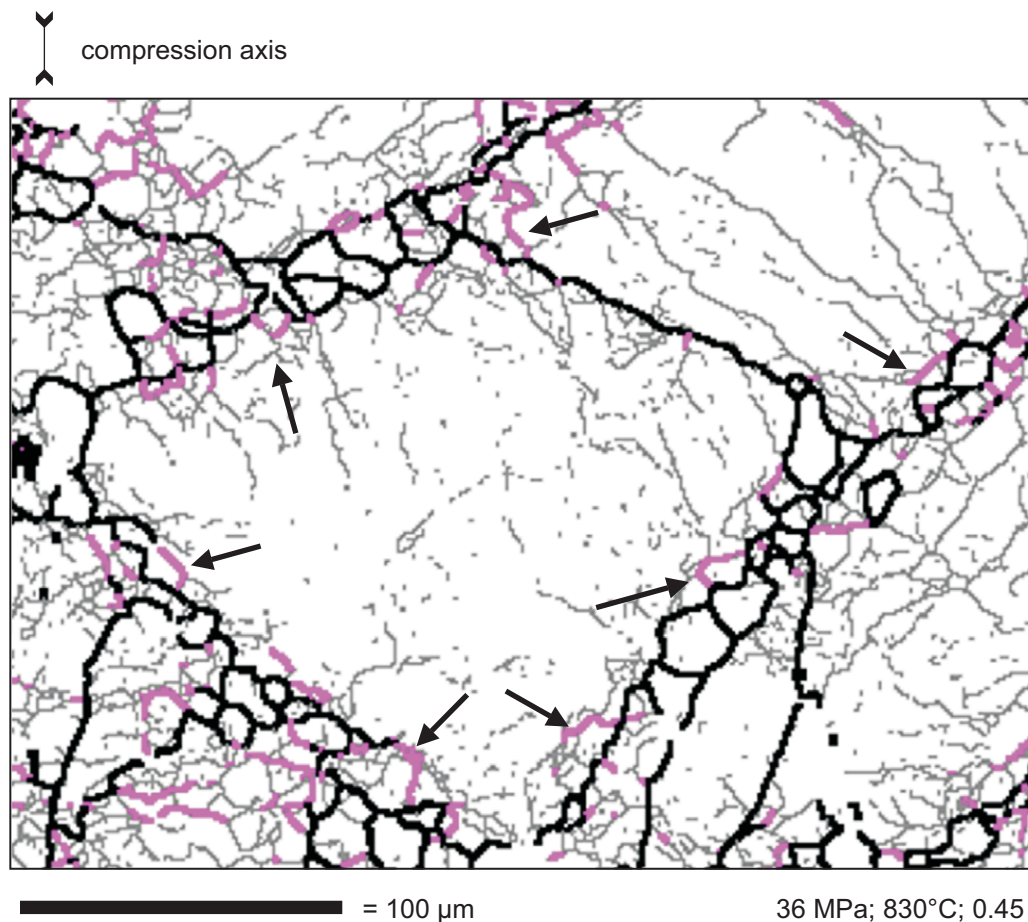 compression axis
= 100 µm
36 MPa; 830°C; 0.45